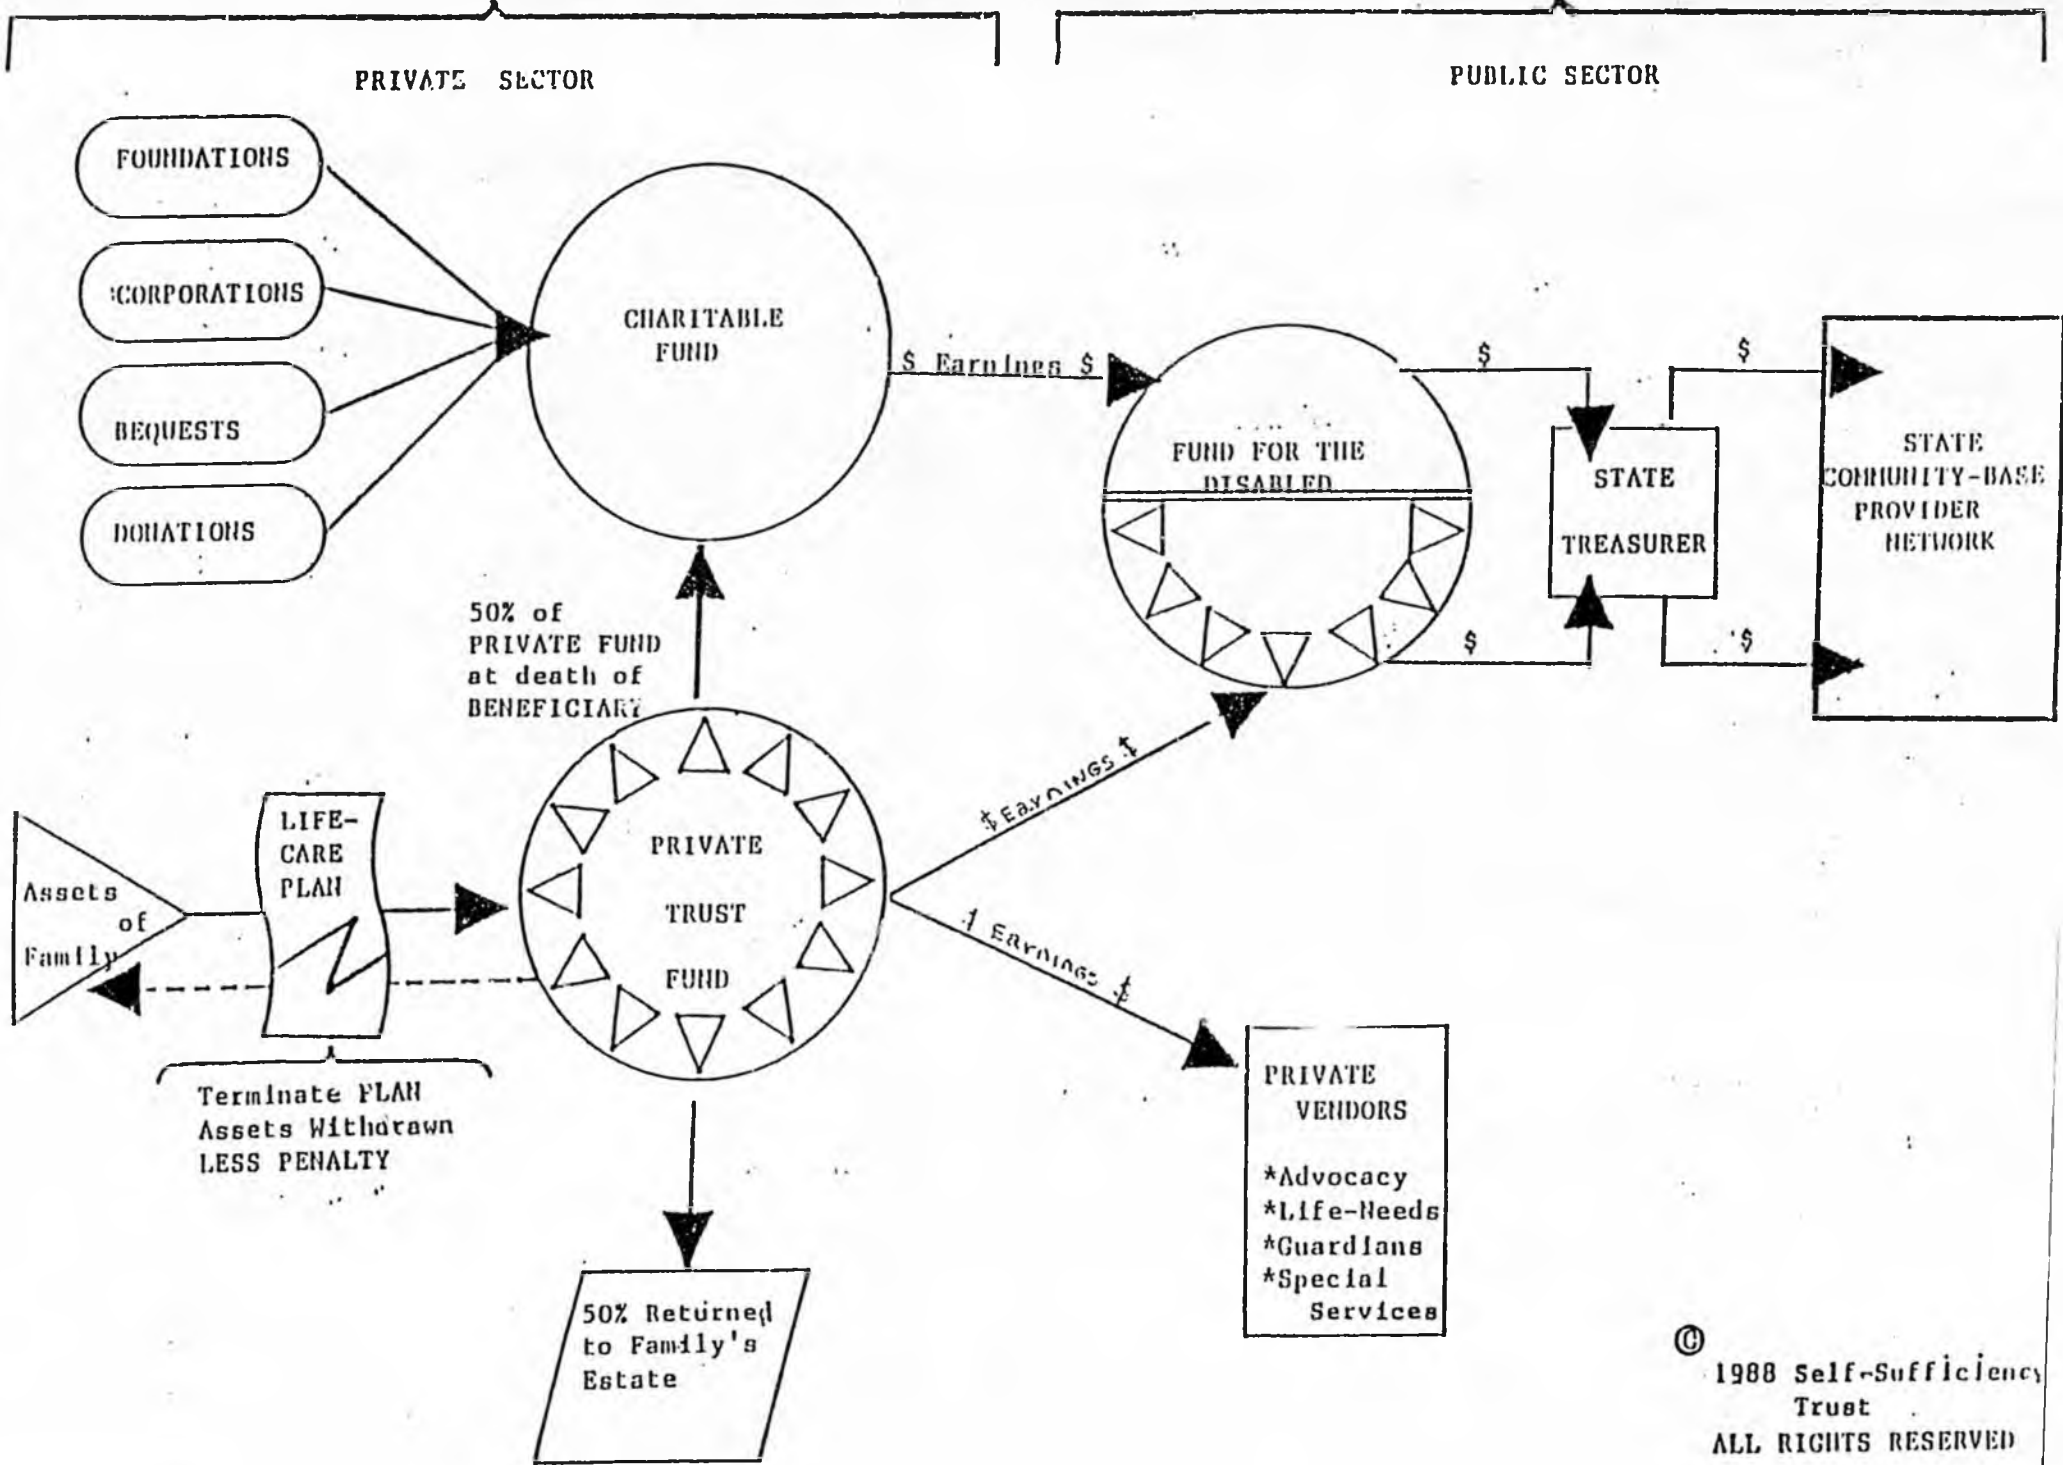 PRIVATE SECTOR
PUBLIC SECTOR
FOUNDATIONS
CORPORATIONS
BEQUESTS
DONATIONS
CHARITABLE
FUND
$ Earnings $
FUND FOR THE
DISABLED
$
$
STATE
TREASURER
$
$
STATE
COMMUNITY-BASE
PROVIDER
NETWORK
50% of
PRIVATE FUND
at death of
BENEFICIARY
Assets
of
Family
LIFE-
CARE
PLAN
PRIVATE
TRUST
FUND
$ EARNINGS $
$ EARNINGS $
Terminate PLAN
Assets Withdrawn
LESS PENALTY
50% Returned
to Family's
Estate
PRIVATE
VENDORS
*Advocacy
*Life-Needs
*Guardians
*Special
Services
©
1988 Self-Sufficiency
Trust
ALL RIGHTS RESERVED